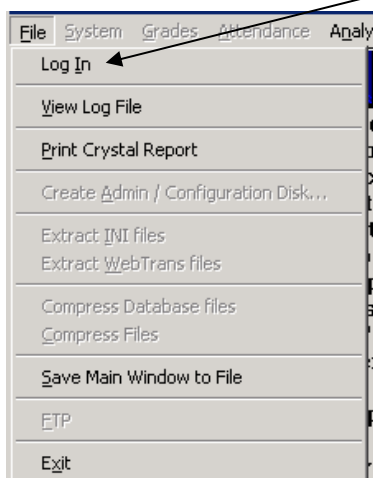 File System Grades Attendance Analy
Log In
View Log File
Print Crystal Report
Create Admin / Configuration Disk...
Extract INI files
Extract WebTrans files
Compress Database files
Compress Files
Save Main Window to File
FTP
Exit